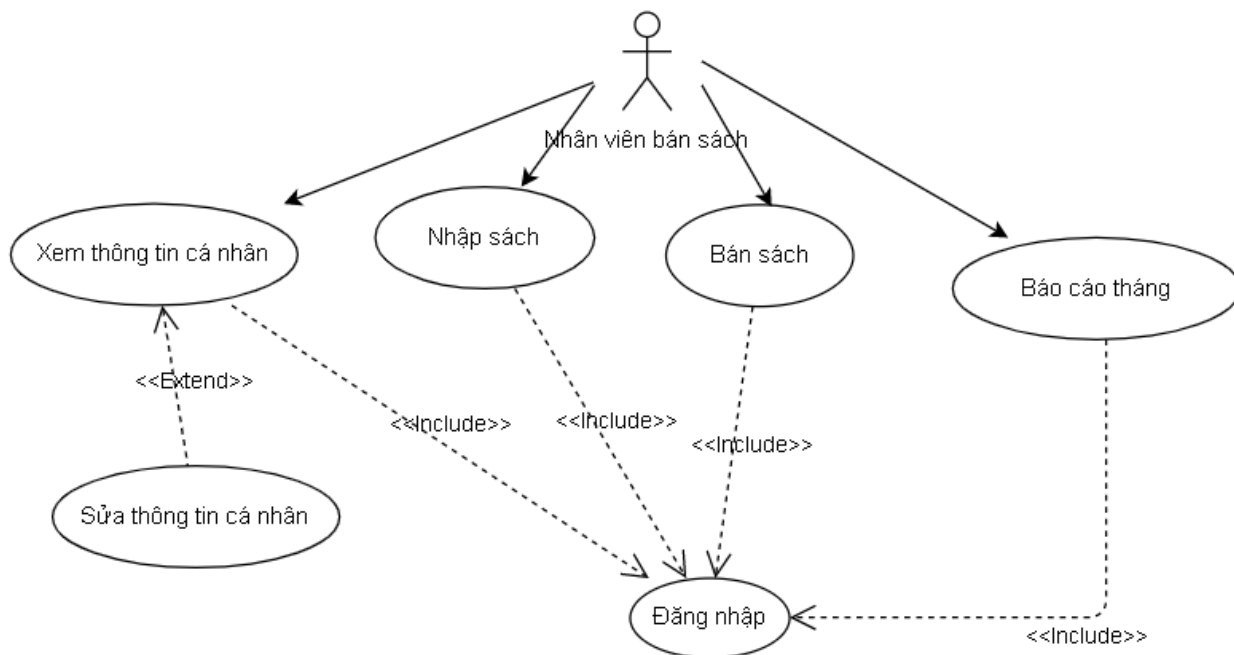 Nhân viên bán sách
Xem thông tin cá nhân
Nhập sách
Bán sách
Báo cáo tháng
<<Extend>>
<<Include>>
<<Include>>
<<Include>>
Sửa thông tin cá nhân
Đăng nhập
<<Include>>